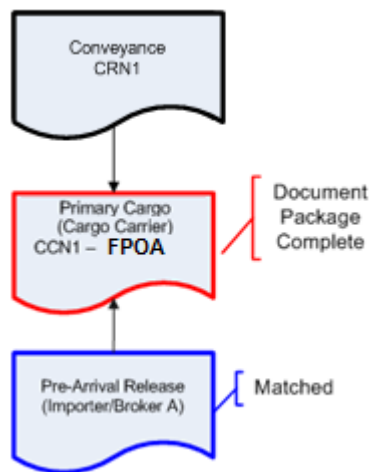 Conveyance
CRN1
Primary Cargo
(Cargo Carrier)
CCN1 – FPOA
Document
Package
Complete
Pre-Arrival Release
(Importer/Broker A)
Matched